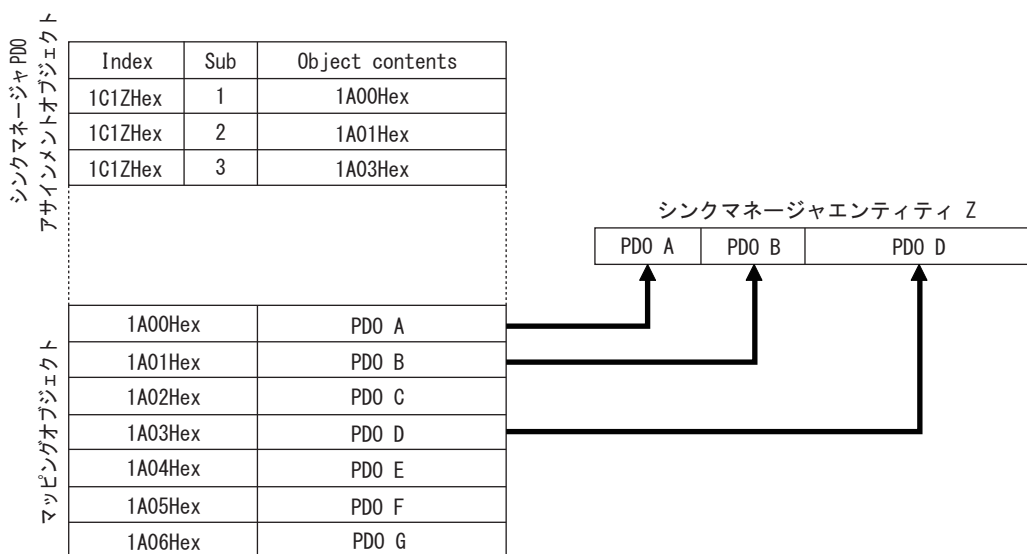 シンクマネージャPDO
アサインメントオブジェクト
Index Sub Object contents
1C1ZHex 1 1A00Hex
1C1ZHex 2 1A01Hex
1C1ZHex 3 1A03Hex
シンクマネージャエンティティ Z
PDO A PDO B PDO D
マッピングオブジェクト
1A00Hex PDO A
1A01Hex PDO B
1A02Hex PDO C
1A03Hex PDO D
1A04Hex PDO E
1A05Hex PDO F
1A06Hex PDO G